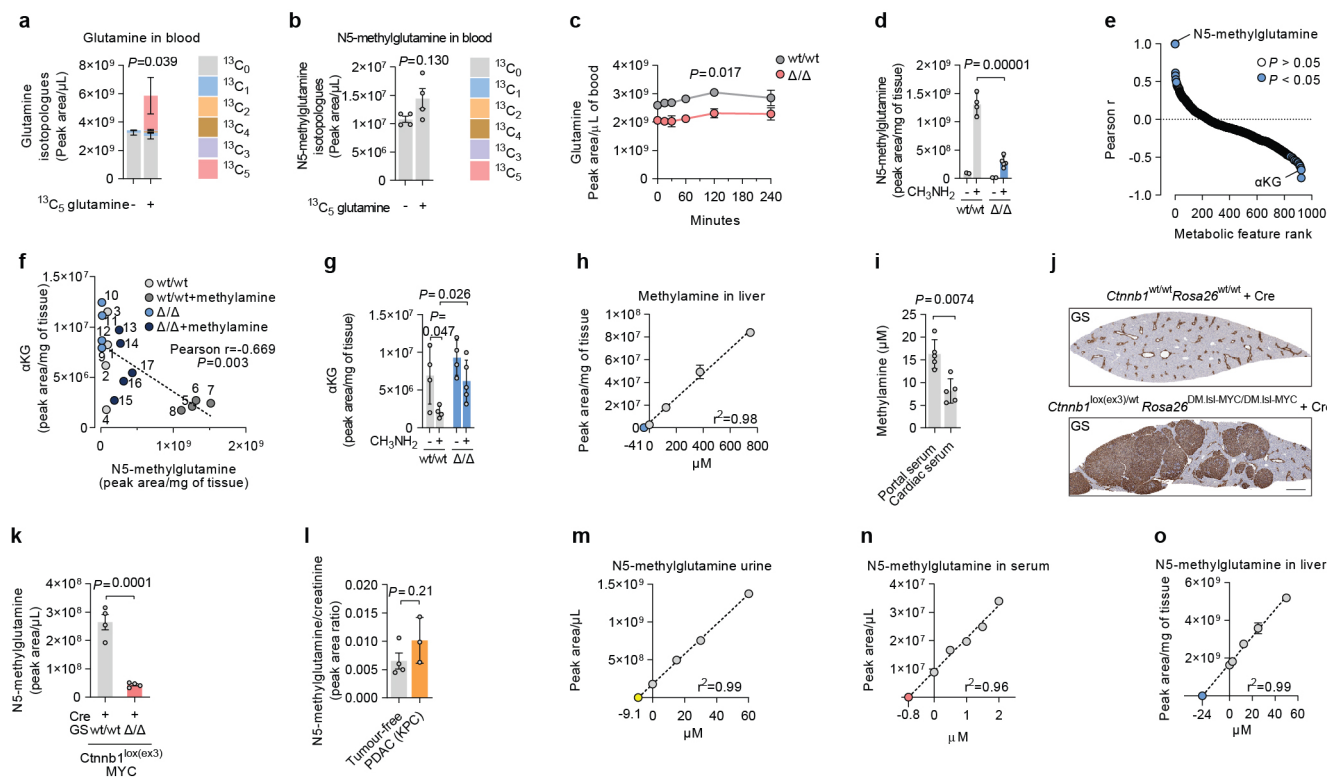 a
Glutamine in blood
P=0.039
Glutamine
isotopologues
(Peak area/µL)
8×10⁹
6×10⁹
4×10⁹
2×10⁹
0
¹³C₀
¹³C₁
¹³C₂
¹³C₄
¹³C₃
¹³C₅
¹³C₅ glutamine - +
b
N5-methylglutamine in blood
P=0.130
N5-methylglutamine
isotopologues
(Peak area/µL)
2×10⁷
1.5×10⁷
1×10⁷
5×10⁶
0
¹³C₀
¹³C₁
¹³C₂
¹³C₄
¹³C₃
¹³C₅
¹³C₅ glutamine - +
c
wt/wt
Δ/Δ
P=0.017
Glutamine
Peak area/µL of bood
5×10⁹
4×10⁹
3×10⁹
2×10⁹
1×10⁹
0
0 60 120 180 240
Minutes
d
P= 0.00001
N5-methylglutamine
(peak area/mg of tissue)
2×10⁹
1.5×10⁹
1×10⁹
5×10⁸
0
CH₃NH₂ - + - +
wt/wt Δ/Δ
e
N5-methylglutamine
P > 0.05
P < 0.05
Pearson r
1.0
0.5
0.0
-0.5
-1.0
αKG
0 200 400 600 800 1000
Metabolic feature rank
f
wt/wt
wt/wt+methylamine
Δ/Δ
Δ/Δ+methylamine
Pearson r=-0.669
P=0.003
αKG
(peak area/mg of tissue)
1.5×10⁷
1×10⁷
5×10⁶
0
10
3
11
13
12
14
9
1
17
2
16
6
7
5
15
8
4
0 1×10⁹ 2×10⁹
N5-methylglutamine
(peak area/mg of tissue)
g
P= 0.026
P=
0.047
αKG
(peak area/mg of tissue)
2×10⁷
1.5×10⁷
1×10⁷
5×10⁶
0
CH₃NH₂ - + - +
wt/wt Δ/Δ
h
Methylamine in liver
Peak area/mg of tissue
1×10⁸
8×10⁷
6×10⁷
4×10⁷
2×10⁷
0
r²=0.98
-41 200 400 600 800
µM
i
P= 0.0074
Methylamine (µM)
25
20
15
10
5
0
Portal serum
Cardiac serum
j
Ctnnb1ʷᵗ/ʷᵗRosa26ʷᵗ/ʷᵗ + Cre
GS
Ctnnb1^lox(ex3)/wt Rosa26^DM.lsl-MYC/DM.lsl-MYC + Cre
GS
k
P= 0.0001
N5-methylglutamine
(peak area/µL)
4×10⁸
3×10⁸
2×10⁸
1×10⁸
0
Cre + +
GS wt/wt Δ/Δ
Ctnnb1^lox(ex3)
MYC
l
P= 0.21
N5-methylglutamine/creatinine
(peak area ratio)
0.020
0.015
0.010
0.005
0.000
Tumour-free
PDAC (KPC)
m
N5-methylglutamine urine
Peak area/µL
1.5×10⁹
1×10⁹
5×10⁸
r²=0.99
-9.1 0 20 40 60
µM
n
N5-methylglutamine in serum
Peak area/µL
4×10⁷
3×10⁷
2×10⁷
1×10⁷
r²=0.96
-0.8 0 1 2
µM
o
N5-methylglutamine in liver
Peak area/mg of tissue
6×10⁹
4×10⁹
2×10⁹
0
r²=0.99
-24 0 20 40 60
µM